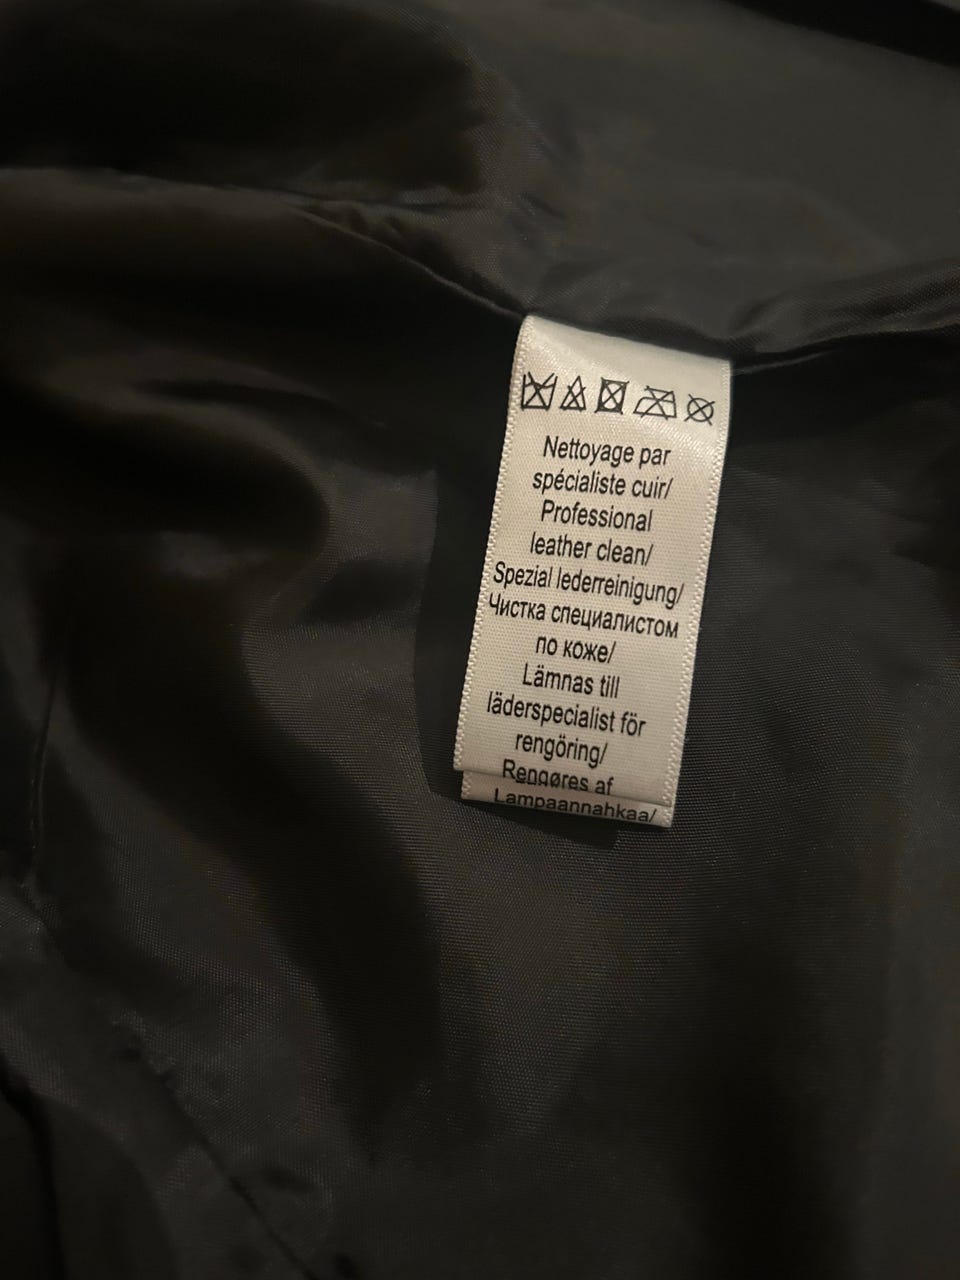 Nettoyage par
spécialiste cuir/
Professional
leather clean/
Spezial lederreinigung/
Чистка специалистом
по коже/
Lämnas till
läderspecialist för
rengöring/
Rengøres af
Lampaannahkaa/